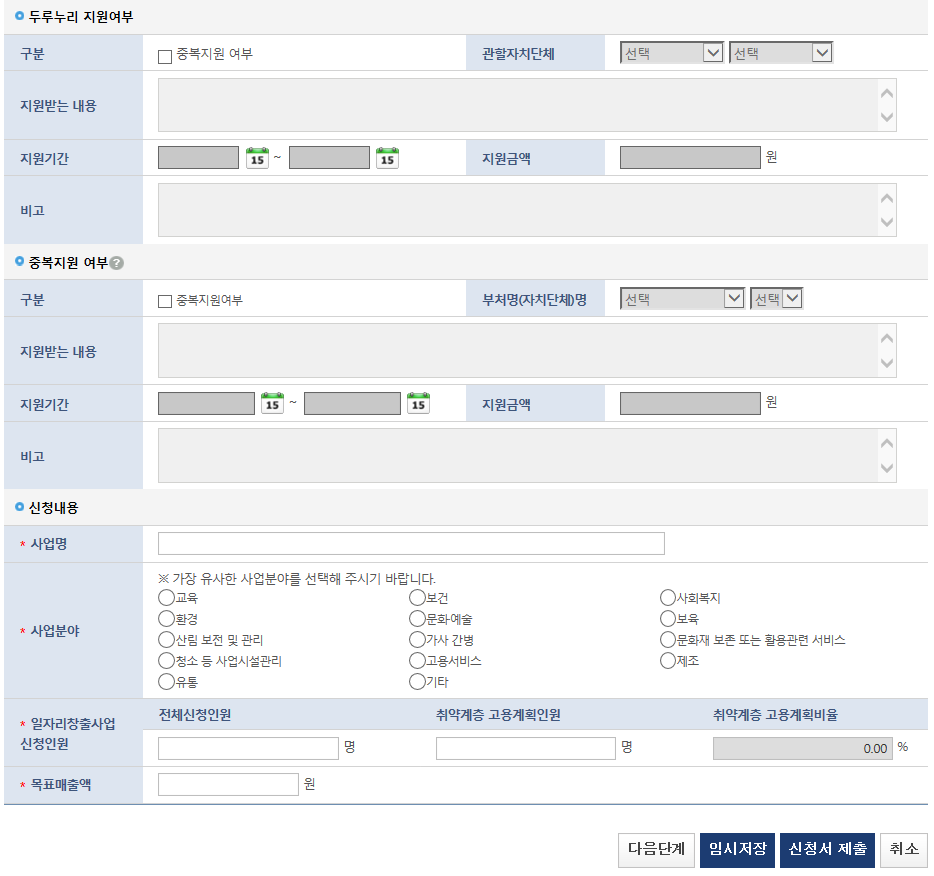 두루누리 지원여부
구분 중복지원 여부 관할자치단체 선택 선택
지원받는 내용
지원기간 15 ~ 15 지원금액 원
비고
중복지원 여부 ?
구분 중복지원여부 부처명(자치단체)명 선택 선택
지원받는 내용
지원기간 15 ~ 15 지원금액 원
비고
신청내용
* 사업명
※ 가장 유사한 사업분야를 선택해 주시기 바랍니다.
* 사업분야
교육 보건 사회복지
환경 문화·예술 보육
산림 보전 및 관리 가사 간병 문화재 보존 또는 활용관련 서비스
청소 등 사업시설관리 고용서비스 제조
유통 기타
* 일자리창출사업
신청인원
전체신청인원 취약계층 고용계획인원 취약계층 고용계획비율
명 명 0.00 %
* 목표매출액 원
다음단계 임시저장 신청서 제출 취소